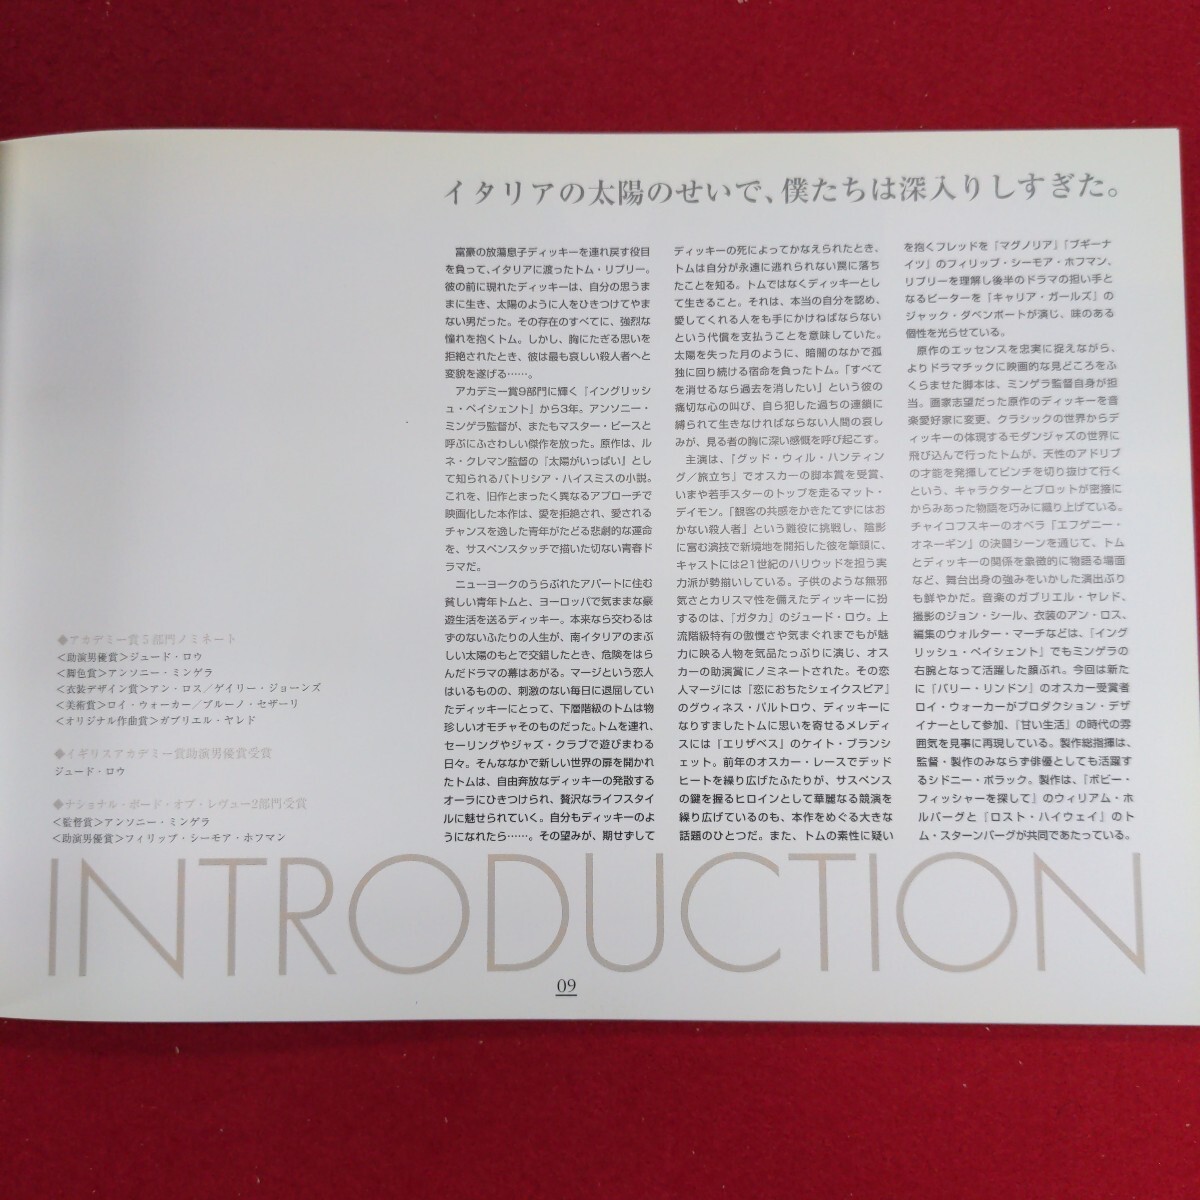 イタリアの太陽のせいで、僕たちは深入りしすぎた。
富豪の放蕩息子ディッキーを連れ戻す役目
を負って、イタリアに渡ったトム・リプリー。
彼の前に現れたディッキーは、自分の思うま
まに生き、太陽のように人をひきつけてやま
ない男だった。その存在のすべてに、強烈な
憧れを抱くトム。しかし、胸にたぎる思いを
拒絶されたとき、彼は最も哀しい殺人者へと
変貌を遂げる……。
アカデミー賞9部門に輝く『イングリッシ
ュ・ペイシェント』から3年。アンソニー・
ミンゲラ監督が、またもマスター・ピースと
呼ぶにふさわしい傑作を放った。原作は、ル
ネ・クレマン監督の『太陽がいっぱい』とし
て知られるパトリシア・ハイスミスの小説。
これを、旧作とまったく異なるアプローチで
映画化した本作は、愛を拒絶され、愛される
チャンスを逸した青年がたどる悲劇的な運命
を、サスペンスタッチで描いた切ない青春ド
ラマだ。
ニューヨークのうらぶれたアパートに住む
貧しい青年トムと、ヨーロッパで気ままな豪
遊生活を送るディッキー。本来なら交わるは
ずのないふたりの人生が、南イタリアのまぶ
しい太陽のもとで交錯したとき、危険をはら
んだドラマの幕はあがる。マージという恋人
はいるものの、刺激のない毎日に退屈してい
たディッキーにとって、下層階級のトムは物
珍しいオモチャそのものだった。トムを連れ、
セーリングやジャズ・クラブで遊びまわる
日々。そんななかで新しい世界の扉を開かれ
たトムは、自由奔放なディッキーの発散する
オーラにひきつけられ、贅沢なライフスタイ
ルに魅せられていく。自分もディッキーのよ
うになれたら……。その望みが、期せずして
ディッキーの死によってかなえられたとき、
トムは自分が永遠に逃れられない罠に落ち
たことを知る。トムではなくディッキーとし
て生きること。それは、本当の自分を認め、
愛してくれる人をも手にかけねばならない
という代償を支払うことを意味していた。
太陽を失った月のように、暗闇のなかで孤
独に回り続ける宿命を負ったトム。「すべて
を消せるなら過去を消したい」という彼の
痛切な心の叫び、自ら犯した過ちの連鎖に
縛られて生きなければならない人間の哀し
みが、見る者の胸に深い感慨を呼び起こす。
主演は、『グッド・ウィル・ハンティン
グ／旅立ち』でオスカーの脚本賞を受賞、
いまや若手スターのトップを走るマット・
デイモン。「観客の共感をかきたてずにはお
かない殺人者」という難役に挑戦し、陰影
に富む演技で新境地を開拓した彼を筆頭に、
キャストには21世紀のハリウッドを担う実
力派が勢揃いしている。子供のような無邪
気さとカリスマ性を備えたディッキーに扮
するのは、『ガタカ』のジュード・ロウ。上
流階級特有の傲慢さや気まぐれまでもが魅
力に映る人物を気品たっぷりに演じ、オス
カーの助演賞にノミネートされた。その恋
人マージには『恋におちたシェイクスピア』
のグウィネス・パルトロウ、ディッキーに
なりすましたトムに思いを寄せるメレディ
スには『エリザベス』のケイト・ブランシ
ェット。前年のオスカー・レースでデッド
ヒートを繰り広げたふたりが、サスペンス
の鍵を握るヒロインとして華麗なる競演を
繰り広げているのも、本作をめぐる大きな
話題のひとつだ。また、トムの素性に疑い
を抱くフレッドを『マグノリア』『ブギーナ
イツ』のフィリップ・シーモア・ホフマン、
リプリーを理解し後半のドラマの担い手と
なるピーターを『キャリア・ガールズ』の
ジャック・ダベンポートが演じ、味のある
個性を光らせている。
原作のエッセンスを忠実に捉えながら、
よりドラマチックに映画的な見どころをふ
くらませた脚本は、ミンゲラ監督自身が担
当。画家志望だった原作のディッキーを音
楽愛好家に変更、クラシックの世界からデ
ィッキーの体現するモダンジャズの世界に
飛び込んで行ったトムが、天性のアドリブ
の才能を発揮してピンチを切り抜けて行く
という、キャラクターとプロットが密接に
からみあった物語を巧みに織り上げている。
チャイコフスキーのオペラ『エフゲニー・
オネーギン』の決闘シーンを通じて、トム
とディッキーの関係を象徴的に物語る場面
など、舞台出身の強みをいかした演出ぶり
も鮮やかだ。音楽のガブリエル・ヤレド、
撮影のジョン・シール、衣装のアン・ロス、
編集のウォルター・マーチなどは、『イング
リッシュ・ペイシェント』でもミンゲラの
右腕となって活躍した顔ぶれ。今回は新た
に『バリー・リンドン』のオスカー受賞者
ロイ・ウォーカーがプロダクション・デザ
イナーとして参加、『甘い生活』の時代の雰
囲気を見事に再現している。製作総指揮は、
監督・製作のみならず俳優としても活躍す
るシドニー・ポラック。製作は、『ボビー・
フィッシャーを探して』のウィリアム・ホ
ルバーグと『ロスト・ハイウェイ』のト
ム・スターンバーグが共同であたっている。
◆アカデミー賞5部門ノミネート
＜助演男優賞＞ジュード・ロウ
＜脚色賞＞アンソニー・ミンゲラ
＜衣装デザイン賞＞アン・ロス／ゲイリー・ジョーンズ
＜美術賞＞ロイ・ウォーカー／ブルーノ・セザーリ
＜オリジナル作曲賞＞ガブリエル・ヤレド
◆イギリスアカデミー賞助演男優賞受賞
ジュード・ロウ
◆ナショナル・ボード・オブ・レヴュー2部門受賞
＜監督賞＞アンソニー・ミンゲラ
＜助演男優賞＞フィリップ・シーモア・ホフマン
INTRODUCTION
09